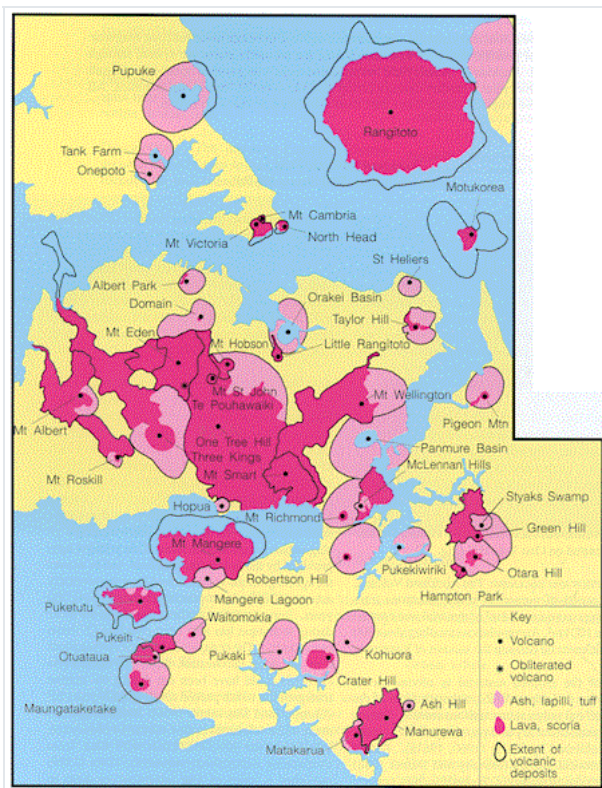 Pupuke
Rangitoto
Tank Farm
Onepoto
Motukorea
Mt Cambria
Mt Victoria
North Head
St Heliers
Albert Park
Orakei Basin
Domain
Taylor Hill
Mt Eden
Mt Hobson
Little Rangitoto
Mt St John
Mt Wellington
Te Pouhawaiki
Pigeon Mtn
Mt Albert
One Tree Hill
Panmure Basin
Three Kings
McLennan Hills
Mt Roskill
Mt Smart
Styaks Swamp
Hopua
Mt Richmond
Green Hill
Mt Mangere
Otara Hill
Robertson Hill
Pukekiwiriki
Hampton Park
Mangere Lagoon
Puketutu
Waitomokia
Pukeiti
Otuataua
Pukaki
Kohuora
Crater Hill
Maungataketake
Ash Hill
Manurewa
Matakarua
Key
Volcano
Obliterated
volcano
Ash, lapilli, tuff
Lava, scoria
Extent of
volcanic
deposits